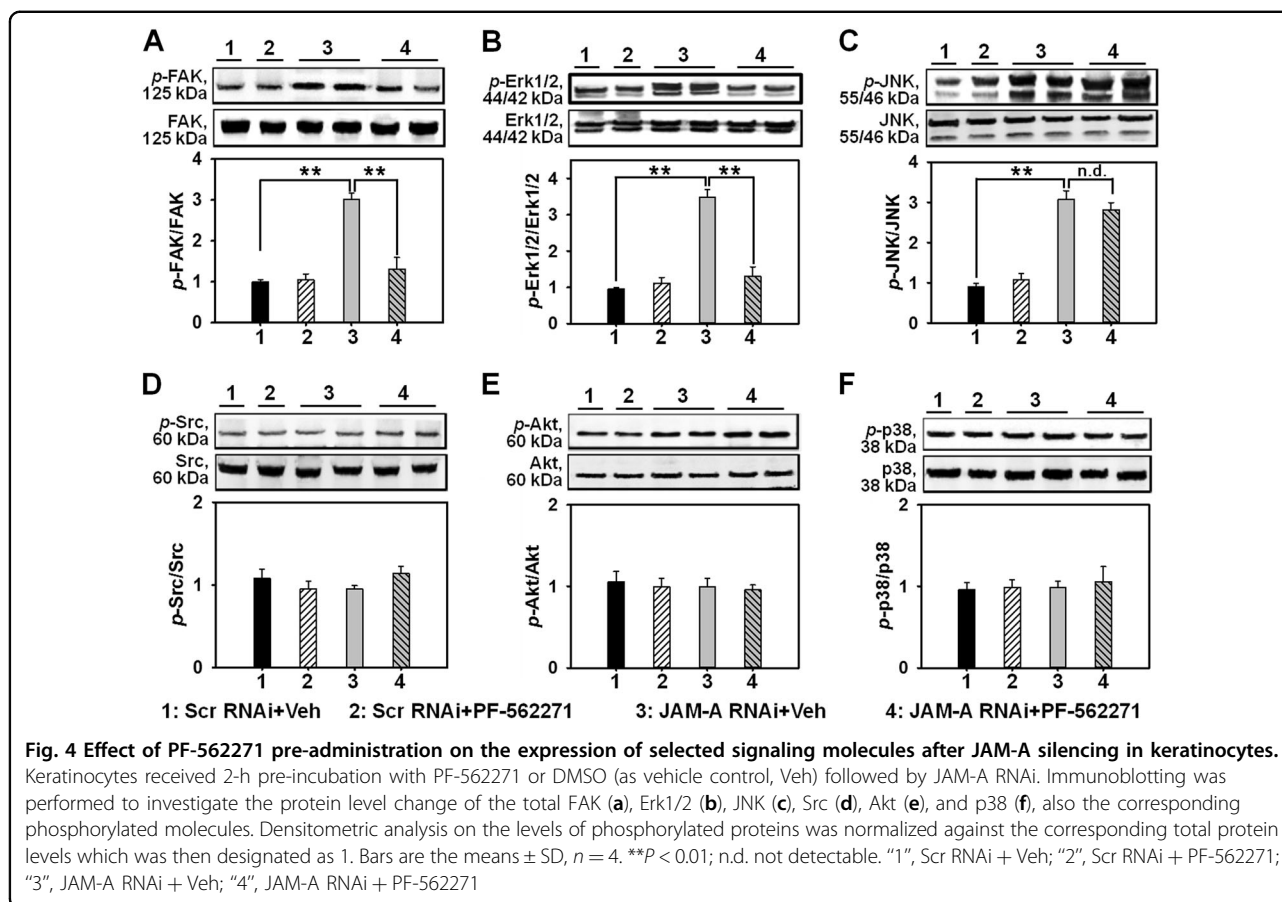 A
1 2 3 4
p-FAK,
125 kDa
FAK,
125 kDa
4
3
2
1
0
p-FAK/FAK
** **
1 2 3 4
B
1 2 3 4
p-Erk1/2,
44/42 kDa
Erk1/2,
44/42 kDa
4
3
2
1
0
p-Erk1/2/Erk1/2
** **
1 2 3 4
C
1 2 3 4
p-JNK,
55/46 kDa
JNK,
55/46 kDa
4
3
2
1
0
p-JNK/JNK
** n.d.
1 2 3 4
D
1 2 3 4
p-Src,
60 kDa
Src,
60 kDa
2
1
0
p-Src/Src
1 2 3 4
E
1 2 3 4
p-Akt,
60 kDa
Akt,
60 kDa
2
1
0
p-Akt/Akt
1 2 3 4
F
1 2 3 4
p-p38,
38 kDa
p38,
38 kDa
2
1
0
p-p38/p38
1 2 3 4
1: Scr RNAi+Veh 2: Scr RNAi+PF-562271 3: JAM-A RNAi+Veh 4: JAM-A RNAi+PF-562271
Fig. 4 Effect of PF-562271 pre-administration on the expression of selected signaling molecules after JAM-A silencing in keratinocytes.
Keratinocytes received 2-h pre-incubation with PF-562271 or DMSO (as vehicle control, Veh) followed by JAM-A RNAi. Immunoblotting was
performed to investigate the protein level change of the total FAK (a), Erk1/2 (b), JNK (c), Src (d), Akt (e), and p38 (f), also the corresponding
phosphorylated molecules. Densitometric analysis on the levels of phosphorylated proteins was normalized against the corresponding total protein
levels which was then designated as 1. Bars are the means ± SD, n = 4. **P < 0.01; n.d. not detectable. “1”, Scr RNAi + Veh; “2”, Scr RNAi + PF-562271;
“3”, JAM-A RNAi + Veh; “4”, JAM-A RNAi + PF-562271